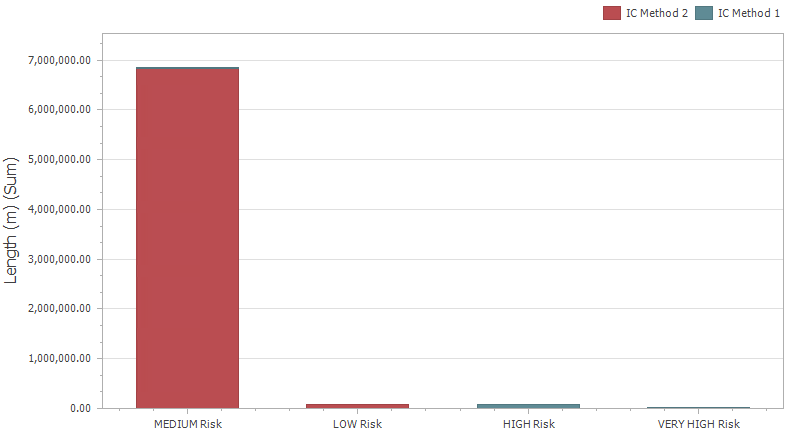 IC Method 2 IC Method 1
Length (m) (Sum)
7,000,000.00
6,000,000.00
5,000,000.00
4,000,000.00
3,000,000.00
2,000,000.00
1,000,000.00
0.00
MEDIUM Risk LOW Risk HIGH Risk VERY HIGH Risk